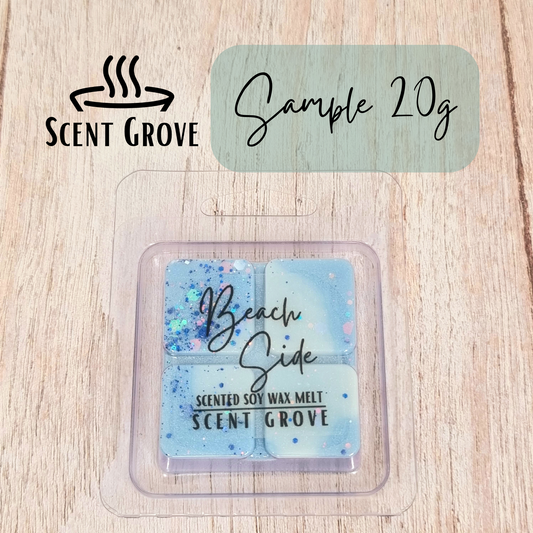 SCENT GROVE
Sample 20g
Beach
Side
SCENTED SOY WAX MELT
SCENT GROVE